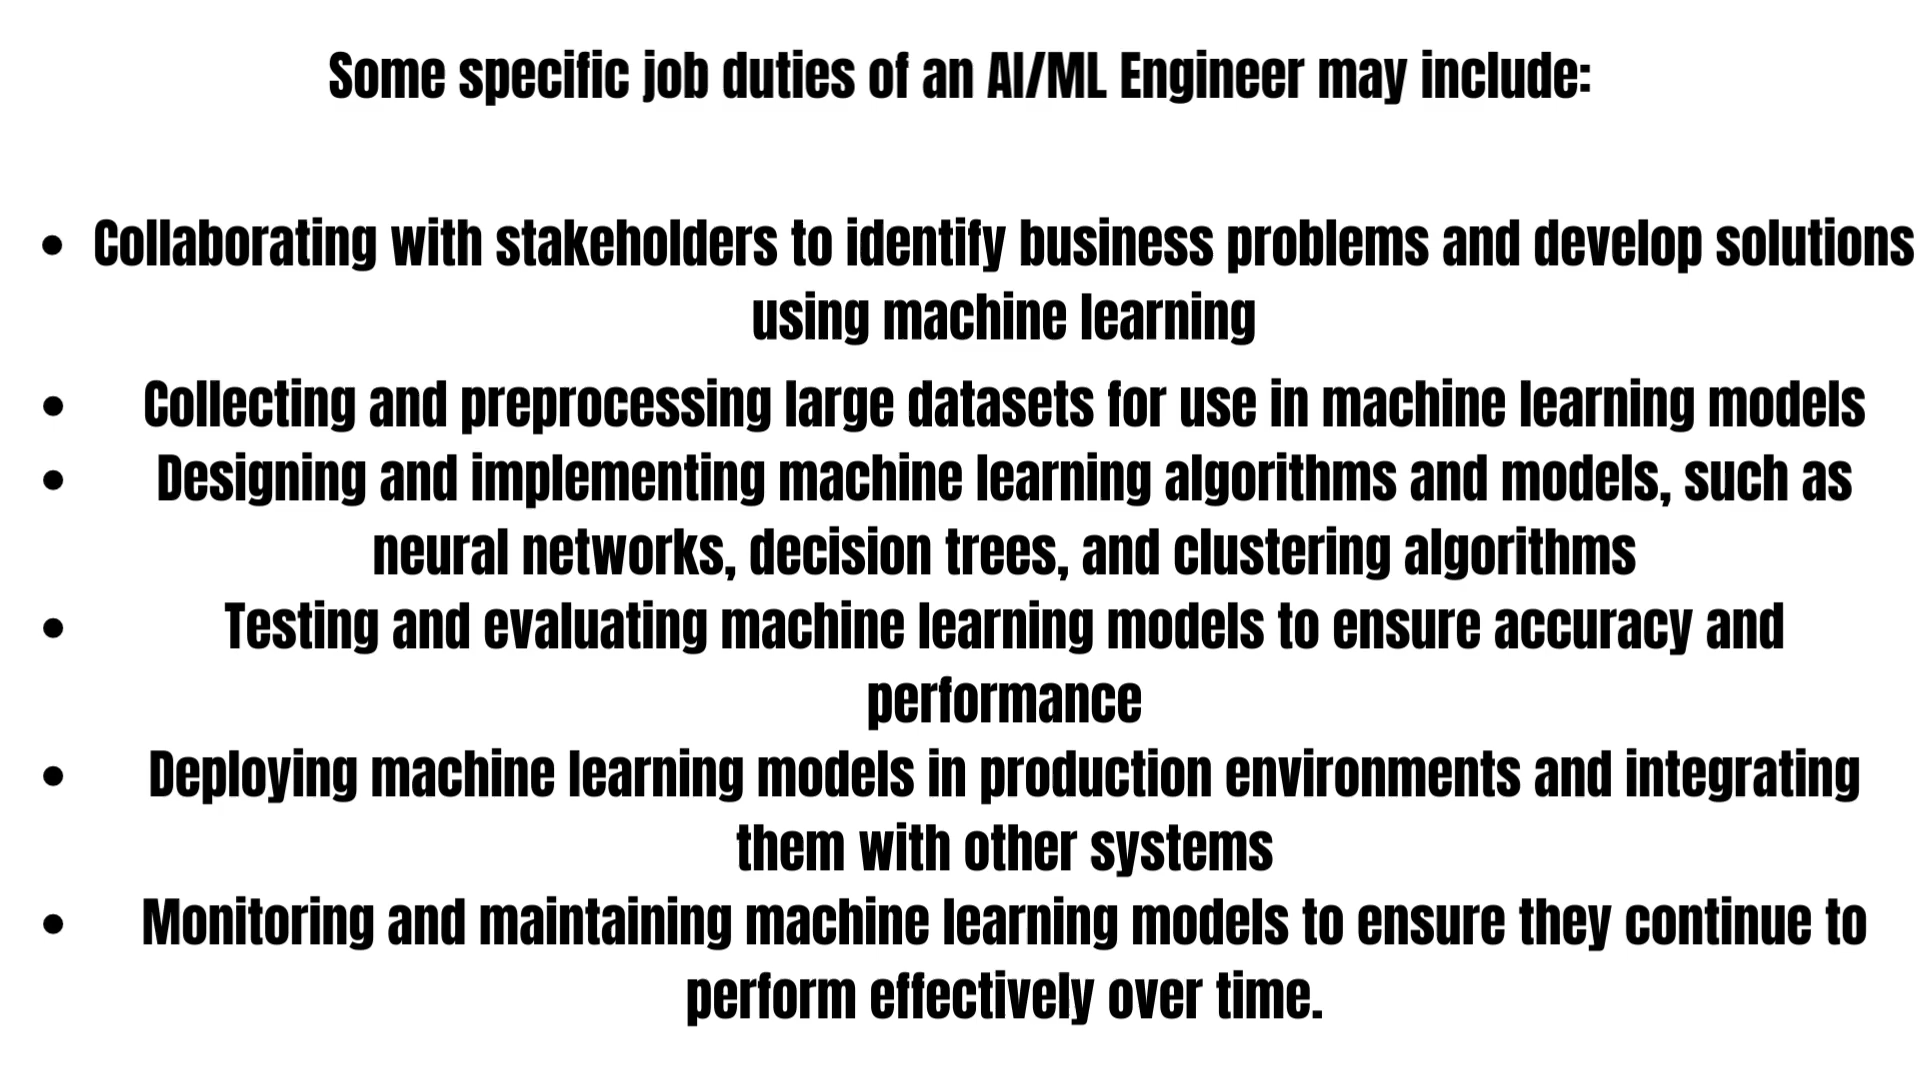 Some specific job duties of an AI/ML Engineer may include:
• Collaborating with stakeholders to identify business problems and develop solutions
using machine learning
• Collecting and preprocessing large datasets for use in machine learning models
• Designing and implementing machine learning algorithms and models, such as
neural networks, decision trees, and clustering algorithms
• Testing and evaluating machine learning models to ensure accuracy and
performance
• Deploying machine learning models in production environments and integrating
them with other systems
• Monitoring and maintaining machine learning models to ensure they continue to
perform effectively over time.